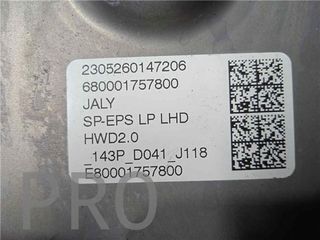 2305260147206
680001757800
JALY
SP-EPS LP LHD
HWD2.0
_143P_D041_J118
E80001757800
PRO